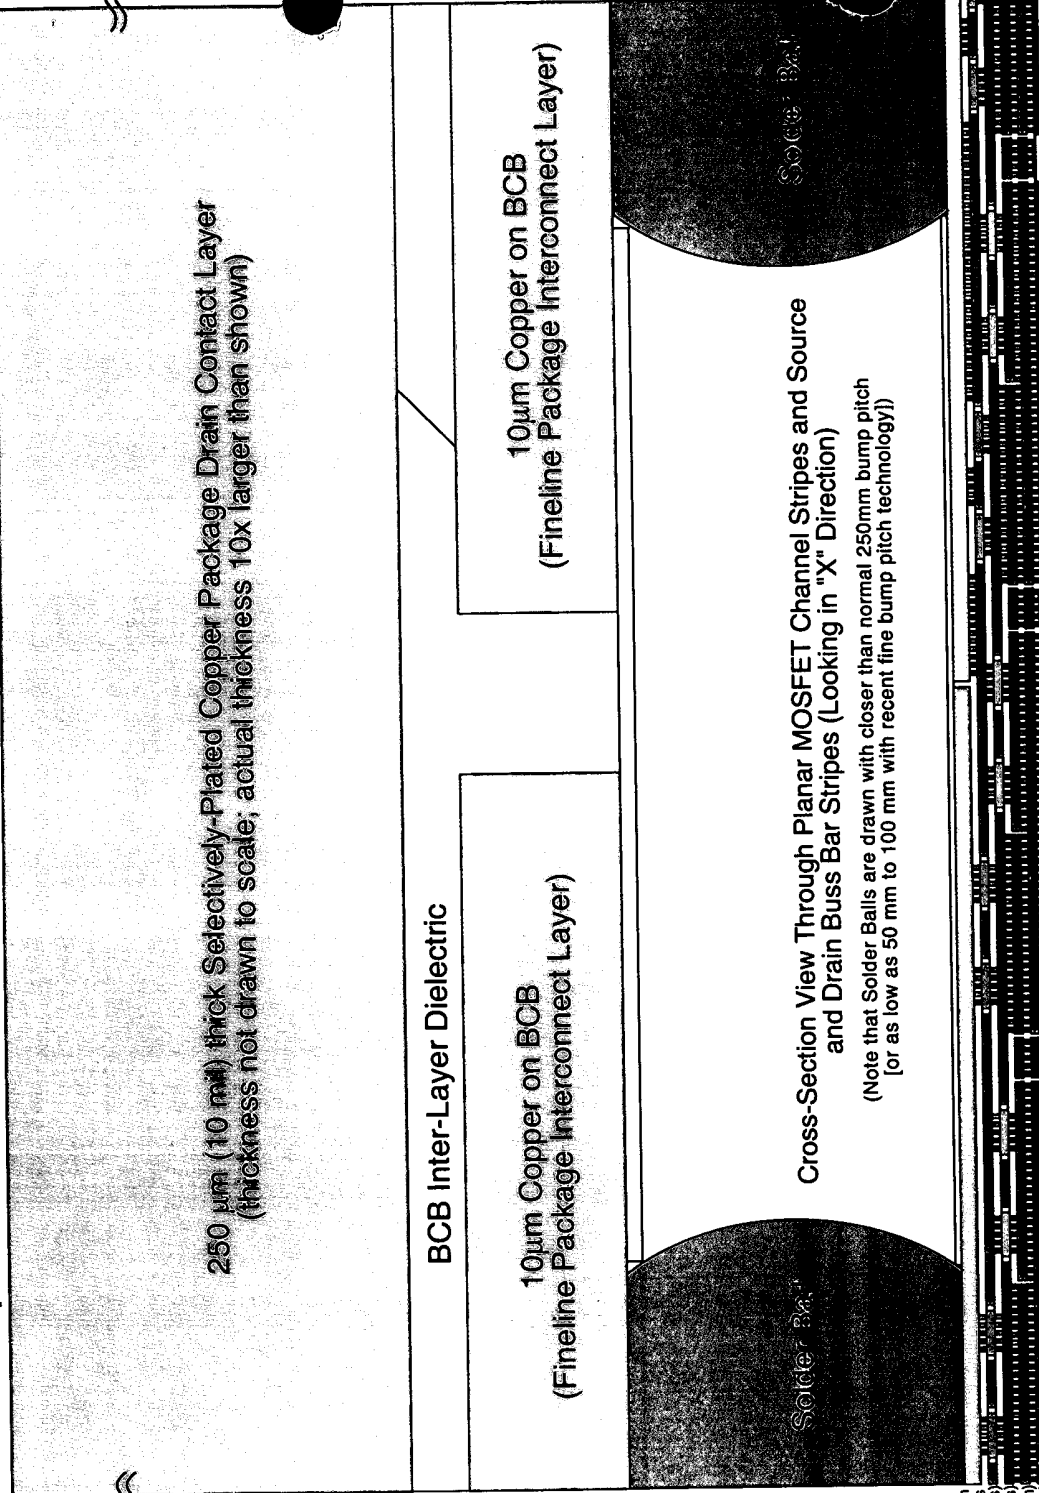 250 µm (10 mil) thick Selectively-Plated Copper Package Drain Contact Layer
(thickness not drawn to scale; actual thickness 10x larger than shown)
BCB Inter-Layer Dielectric
10µm Copper on BCB
(Fineline Package Interconnect Layer)
10µm Copper on BCB
(Fineline Package Interconnect Layer)
Solder Ball
Solder Ball
Cross-Section View Through Planar MOSFET Channel Stripes and Source
and Drain Buss Bar Stripes (Looking in "X" Direction)
(Note that Solder Balls are drawn with closer than normal 250mm bump pitch
[or as low as 50 mm to 100 mm with recent fine bump pitch technology])